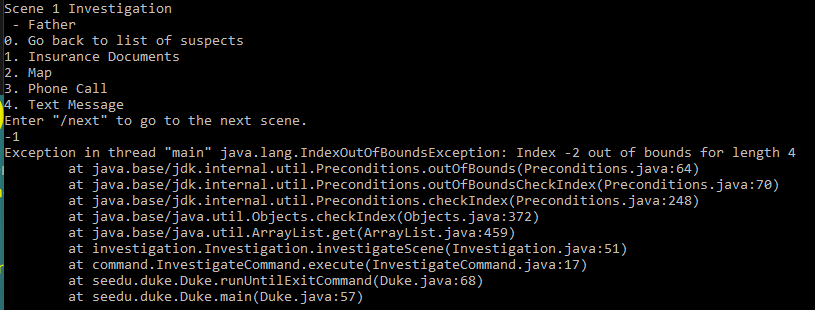 Scene 1 Investigation
- Father
0. Go back to list of suspects
1. Insurance Documents
2. Map
3. Phone Call
4. Text Message
Enter "/next" to go to the next scene.
-1
Exception in thread "main" java.lang.IndexOutOfBoundsException: Index -2 out of bounds for length 4
at java.base/jdk.internal.util.Preconditions.outOfBounds(Preconditions.java:64)
at java.base/jdk.internal.util.Preconditions.outOfBoundsCheckIndex(Preconditions.java:70)
at java.base/jdk.internal.util.Preconditions.checkIndex(Preconditions.java:248)
at java.base/java.util.Objects.checkIndex(Objects.java:372)
at java.base/java.util.ArrayList.get(ArrayList.java:459)
at investigation.Investigation.investigateScene(Investigation.java:51)
at command.InvestigateCommand.execute(InvestigateCommand.java:17)
at seedu.duke.Duke.runUntilExitCommand(Duke.java:68)
at seedu.duke.Duke.main(Duke.java:57)